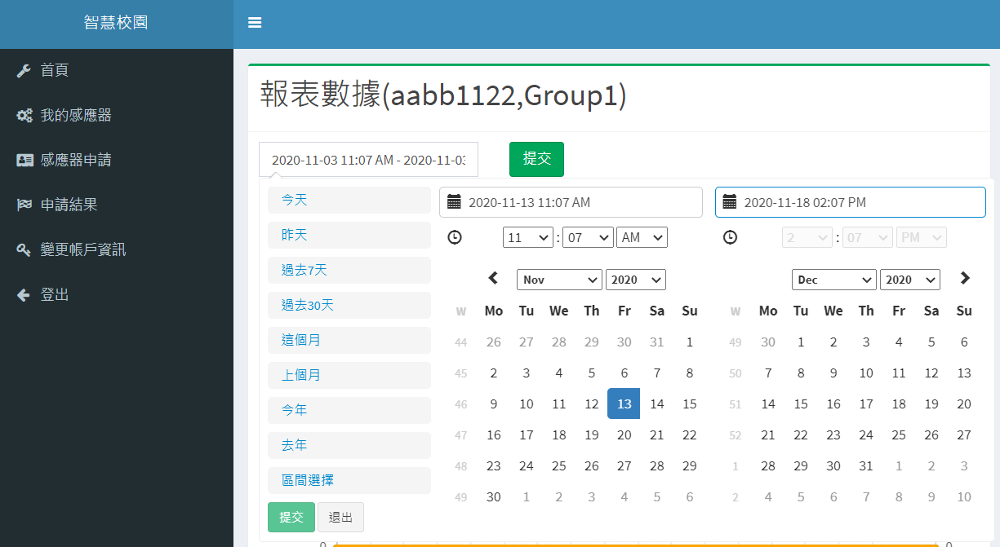 智慧校園
首頁
我的感應器
感應器申請
申請結果
變更帳戶資訊
登出
報表數據(aabb1122,Group1)
2020-11-03 11:07 AM - 2020-11-03
提交
今天
昨天
過去7天
過去30天
這個月
上個月
今年
去年
區間選擇
提交 退出
2020-11-13 11:07 AM
11 : 07 AM
Nov 2020
W Mo Tu We Th Fr Sa Su
44 26 27 28 29 30 31 1
45 2 3 4 5 6 7 8
46 9 10 11 12 13 14 15
47 16 17 18 19 20 21 22
48 23 24 25 26 27 28 29
49 30 1 2 3 4 5 6
2020-11-18 02:07 PM
2 : 07 PM
Dec 2020
W Mo Tu We Th Fr Sa Su
49 30 1 2 3 4 5 6
50 7 8 9 10 11 12 13
51 14 15 16 17 18 19 20
52 21 22 23 24 25 26 27
1 28 29 30 31 1 2 3
2 4 5 6 7 8 9 10
0 0